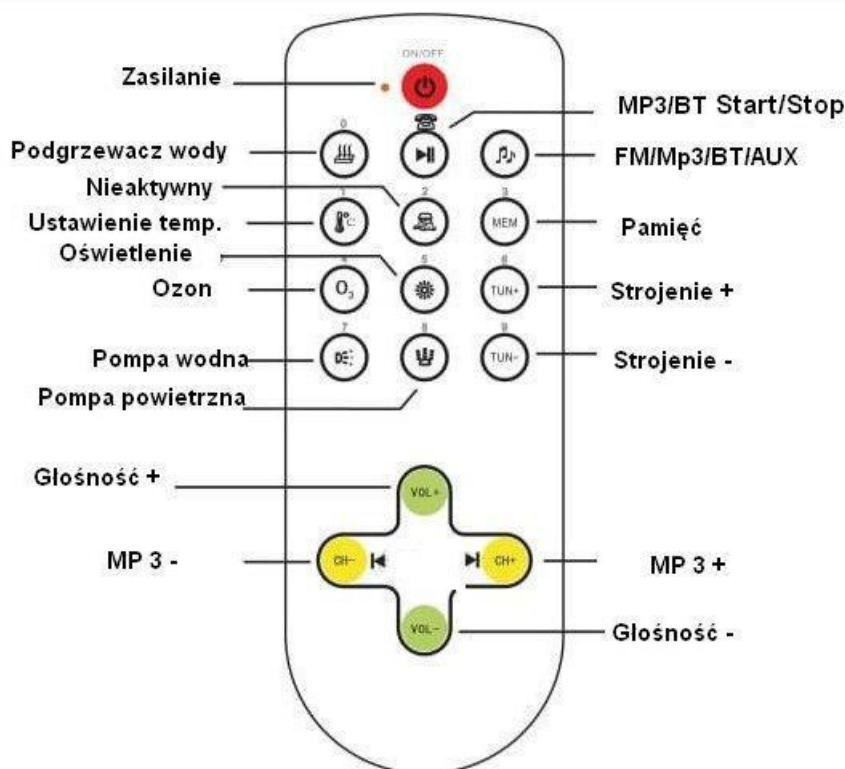 ON/OFF
Zasilanie
MP3/BT Start/Stop
0
Podgrzewacz wody
FM/Mp3/BT/AUX
Nieaktywny
1 2 3
Ustawienie temp.
°C
MEM
Pamięć
Oświetlenie
4 5 6
Ozon
O3
TUN+
Strojenie +
7 8 9
Pompa wodna
TUN-
Strojenie -
Pompa powietrzna
Głośność +
VOL+
MP 3 -
CH-
CH+
MP 3 +
VOL-
Głośność -